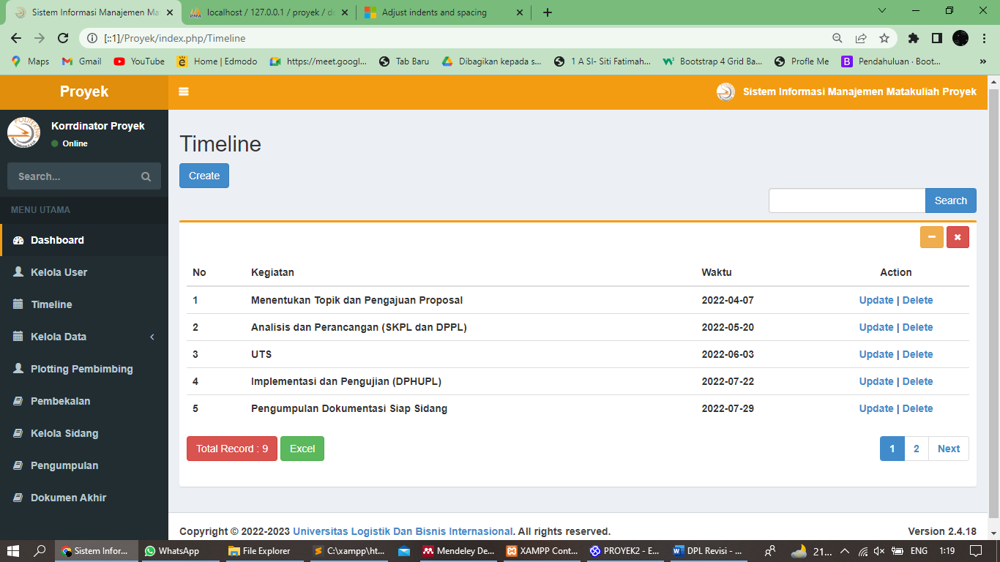 Sistem Informasi Manajemen Ma
localhost / 127.0.0.1 / proyek / do
Adjust indents and spacing
[::1]/Proyek/index.php/Timeline
Maps
Gmail
YouTube
Home | Edmodo
https://meet.googl...
Tab Baru
Dibagikan kepada s...
1 A SI- Siti Fatimah...
Bootstrap 4 Grid Ba...
Profle Me
Pendahuluan · Boot...
Proyek
Sistem Informasi Manajemen Matakuliah Proyek
Korrdinator Proyek
Online
Search...
MENU UTAMA
Dashboard
Kelola User
Timeline
Kelola Data
Plotting Pembimbing
Pembekalan
Kelola Sidang
Pengumpulan
Dokumen Akhir
Timeline
Create
Search
No Kegiatan Waktu Action
1 Menentukan Topik dan Pengajuan Proposal 2022-04-07 Update | Delete
2 Analisis dan Perancangan (SKPL dan DPPL) 2022-05-20 Update | Delete
3 UTS 2022-06-03 Update | Delete
4 Implementasi dan Pengujian (DPHUPL) 2022-07-22 Update | Delete
5 Pengumpulan Dokumentasi Siap Sidang 2022-07-29 Update | Delete
Total Record : 9 Excel
1 2 Next
Copyright © 2022-2023 Universitas Logistik Dan Bisnis Internasional. All rights reserved.
Version 2.4.18
Sistem Infor...
WhatsApp
File Explorer
C:\xampp\ht...
Mendeley De...
XAMPP Cont...
PROYEK2 - E...
DPL Revisi - ...
21...
ENG
1:19